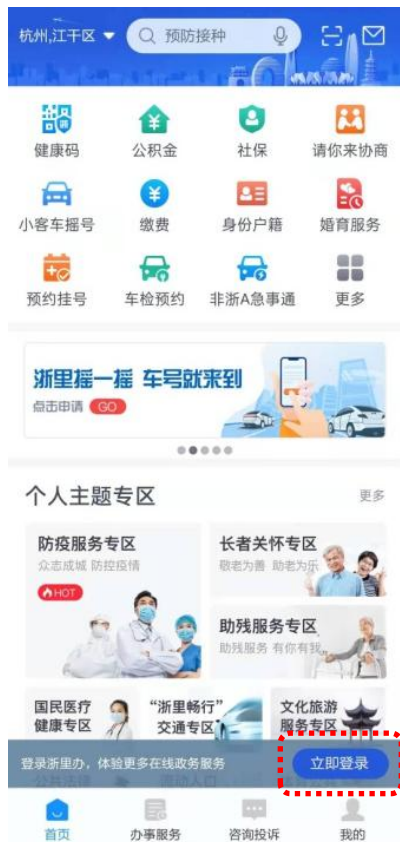 杭州,江干区
预防接种
健康码
公积金
社保
请你来协商
小客车摇号
缴费
身份户籍
婚育服务
预约挂号
车检预约
非浙A急事通
更多
浙里摇一摇 车号就来到
点击申请 GO
个人主题专区
更多
防疫服务专区
众志成城 防控疫情
HOT
长者关怀专区
敬老为善 助老为乐
助残服务专区
助残服务 有你有我
国民医疗
健康专区
“浙里畅行”
交通专区
文化旅游
服务专区
登录浙里办，体验更多在线政务服务
立即登录
首页
办事服务
咨询投诉
我的